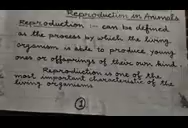 Reproduction in Animals
Reproduction in can be defined
as the process by which the living
organism is able to produce young
ones or offsprings of their own kind
Reproduction is one of the
most important characteristic of the
living organisms
1